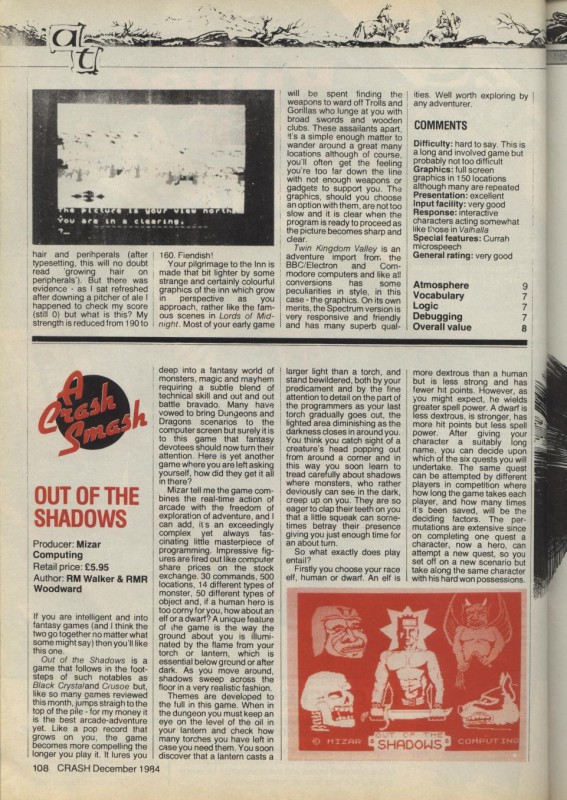 at
The picture is your view north
You are in a clearing.
?_
hair and perihperals (after
typesetting, this will no doubt
read 'growing hair on
peripherals'). But there was
evidence - as I sat refreshed
after downing a pitcher of ale I
happened to check my score
(still 0) but what is this? My
strength is reduced from 190 to
160. Fiendish!
Your pilgrimage to the Inn is
made that bit lighter by some
strange and certainly colourful
graphics of the inn which grow
in perspective as you
approach, rather like the fam-
ous scenes in Lords of Mid-
night. Most of your early game
will be spent finding the
weapons to ward off Trolls and
Gorillas who lunge at you with
broad swords and wooden
clubs. These assailants apart,
it's a simple enough matter to
wander around a great many
locations although of course,
you'll often get the feeling
you're too far down the line
with not enough weapons or
gadgets to support you. The
graphics, should you choose
an option with them, are not too
slow and it is clear when the
program is ready to proceed as
the picture becomes sharp and
clear.
Twin Kingdom Valley is an
adventure import from the
BBC/Electron and Com-
modore computers and like all
conversions has some
peculiarities in style, in this
case - the graphics. On its own
merits, the Spectrum version is
very responsive and friendly
and has many superb qual-
ities. Well worth exploring by
any adventurer.
COMMENTS
Difficulty: hard to say. This is
a long and involved game but
probably not too difficult
Graphics: full screen
graphics in 150 locations
although many are repeated
Presentation: excellent
Input facility: very good
Response: interactive
characters acting somewhat
like those in Valhalla
Special features: Currah
microspeech
General rating: very good
Atmosphere 9
Vocabulary 7
Logic 7
Debugging 7
Overall value 8
A
Crash
Smash
OUT OF THE
SHADOWS
Producer: Mizar
Computing
Retail price: £5.95
Author: RM Walker & RMR
Woodward
If you are intelligent and into
fantasy games (and I think the
two go together no matter what
some might say) then you'll like
this one.
Out of the Shadows is a
game that follows in the foot-
steps of such notables as
Black Crystal and Crusoe but,
like so many games reviewed
this month, jumps straigh to the
top of the pile - for my money it
is the best arcade-adventure
yet. Like a pop record that
grows on you, the game
becomes more compelling the
longer you play it. It lures you
deep into a fantasy world of
monsters, magic and mayhem
requiring a subtle blend of
technical skill and out and out
battle bravado. Many have
vowed to bring Dungeons and
Dragons scenarios to the
computer screen but surely it is
to this game that fantasy
devotees should now turn their
attention. Here is yet another
game where you are left asking
yourself, how did they get it all
in there?
Mizar tell me the game com-
bines the real-time action of
arcade with the freedom of
exploration of adventure, and I
can add, it's an exceedingly
complex yet always fas-
cinating little masterpiece of
programming. Impressive fig-
ures are fired out like computer
share prices on the stock
exchange. 30 commands, 500
locations, 14 different types of
monster, 50 different types of
object and, if a human hero is
too corny for you, how about an
elf or a dwarf? A unique feature
of the game is the way the
ground about you is illumi-
nated by the flame from your
torch or lantern, which is
essential below ground or after
dark. As you move around,
shadows sweep across the
floor in a very realistic fashion.
Themes are developed to
the full in this game. When in
the dungeon you must keep an
eye on the level of the oil in
your lantern and check how
many torches you have left in
case you need them. You soon
discover that a lantern casts a
larger light than a torch, and
stand bewildered, both by your
predicament and by the fine
attention to detail on the part of
the programmers as your last
torch gradually goes out, the
lighted area diminishing as the
darkness closes in around you.
You think you catch sight of a
creature's head popping out
from around a corner and in
this way you soon learn to
tread carefully about shadows
where monsters, who rather
deviously can see in the dark,
creep up on you. They are so
eager to clap their teeth on you
that a little squeak can some-
times betray their presence
giving you just enough time for
an about turn.
So what exactly does play
entail?
Firstly you choose your race
elf, human or dwarf. An elf is
more dextrous than a human
but is less strong and has
fewer hit points. However, as
you might expect, he wields
greater spell power. A dwarf is
less dextrous, is stronger, has
more hit points but less spell
power. After giving your
character a suitably long
name, you can decide upon
which of the six quests you will
undertake. The same quest
can be attempted by different
players in competition where
how long the game takes each
player, and how many times
it's been saved, will be the
deciding factors. The per-
mutations are extensive since
on completing one quest a
character, now a hero, can
attempt a new quest, so you
set off on a new scenario but
take along the same character
with his hard won possessions.
© MIZAR OUT OF THE SHADOWS COMPUTING
108 CRASH December 1984